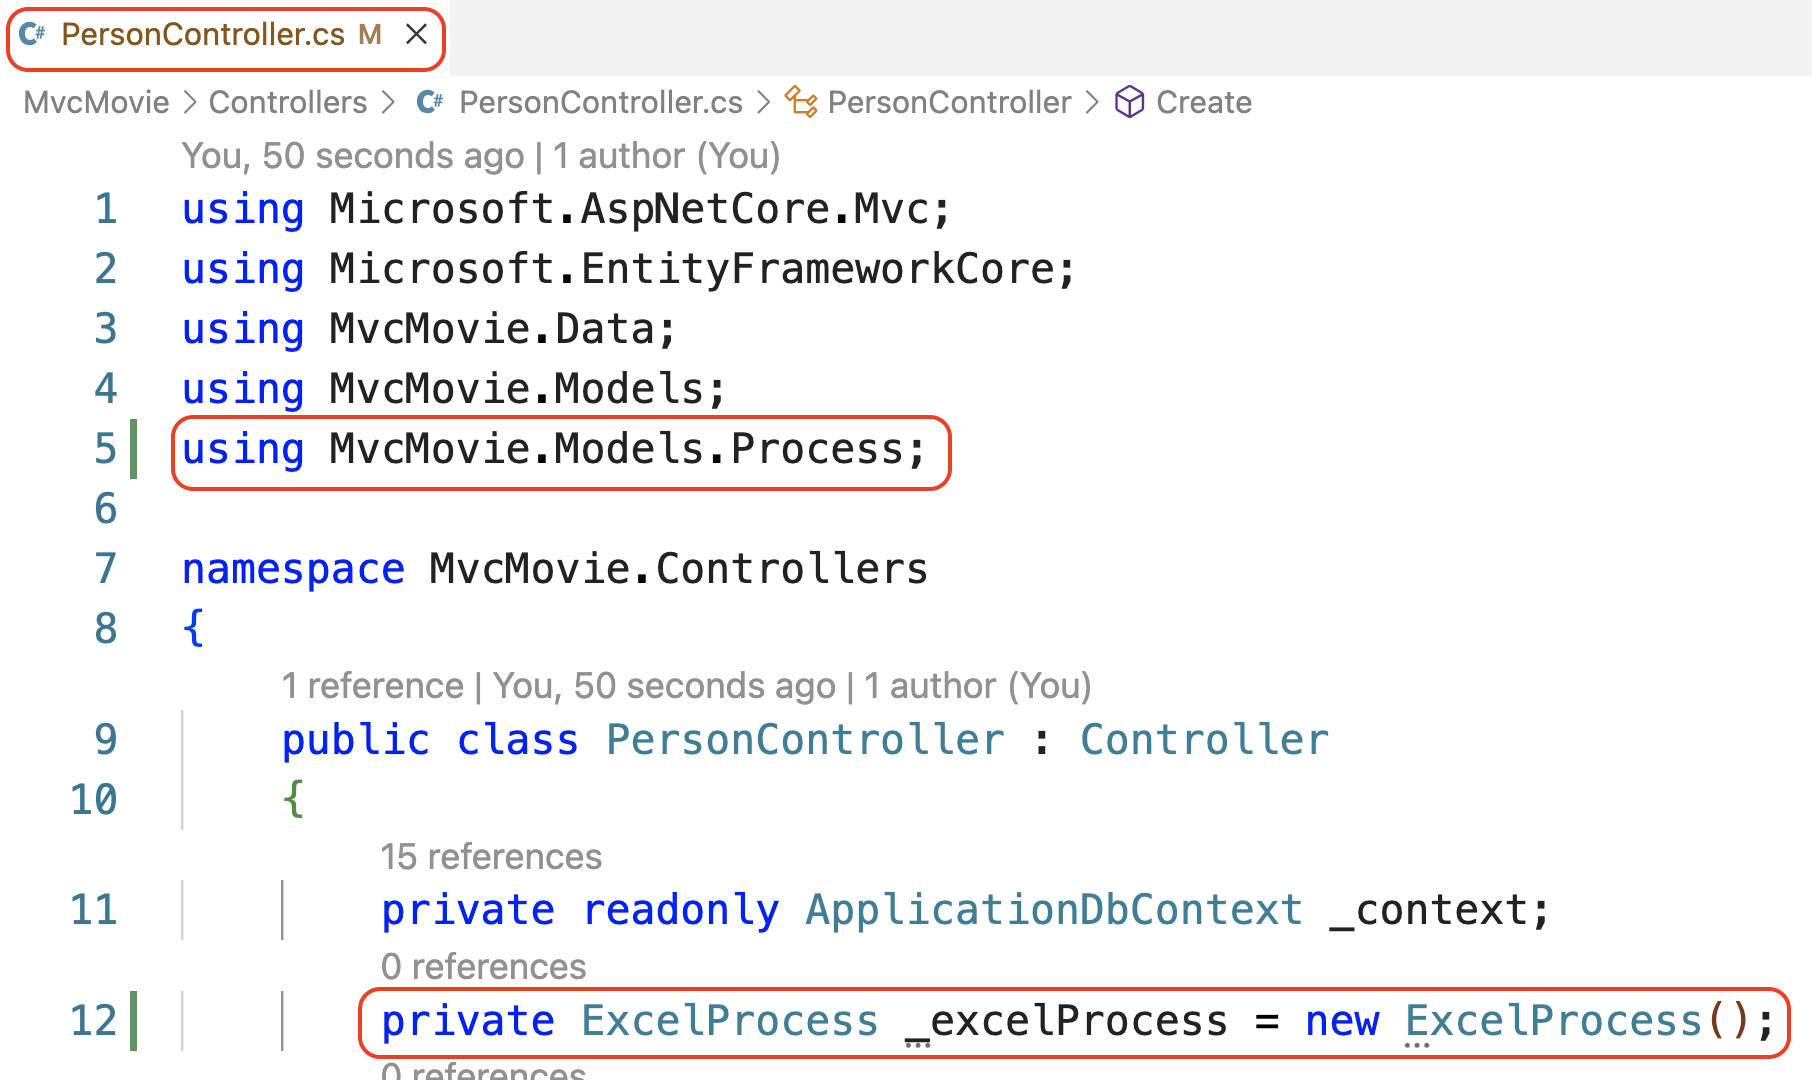 C# PersonController.cs M
MvcMovie > Controllers > C# PersonController.cs > PersonController > Create
You, 50 seconds ago | 1 author (You)
1 using Microsoft.AspNetCore.Mvc;
2 using Microsoft.EntityFrameworkCore;
3 using MvcMovie.Data;
4 using MvcMovie.Models;
5 using MvcMovie.Models.Process;
6
7 namespace MvcMovie.Controllers
8 {
1 reference | You, 50 seconds ago | 1 author (You)
9 public class PersonController : Controller
10 {
15 references
11 private readonly ApplicationDbContext _context;
0 references
12 private ExcelProcess _excelProcess = new ExcelProcess();
0 references